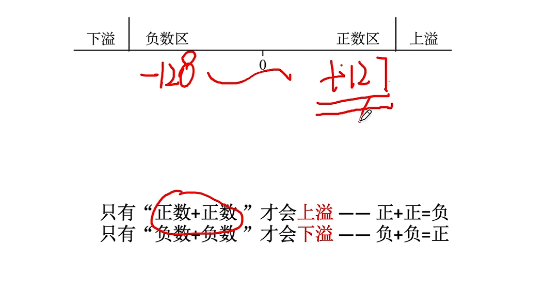 下溢 负数区 正数区 上溢
0
-128 +127
只有“正数+正数”才会上溢 —— 正+正=负
只有“负数+负数”才会下溢 —— 负+负=正